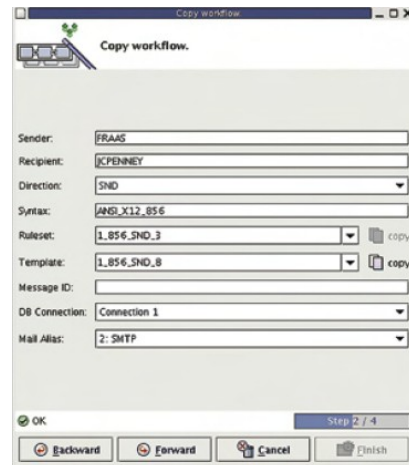 Copy workflow
Copy workflow.
Sender: FRAAS
Recipient: JCPENNEY
Direction: SND
Syntax: ANSI_X12_856
Ruleset: 1_856_SND_3 copy
Template: 1_856_SND_8 copy
Message ID:
DB Connection: Connection 1
Mail Alias: 2: SMTP
OK Step 2 / 4
Backward Forward Cancel Finish